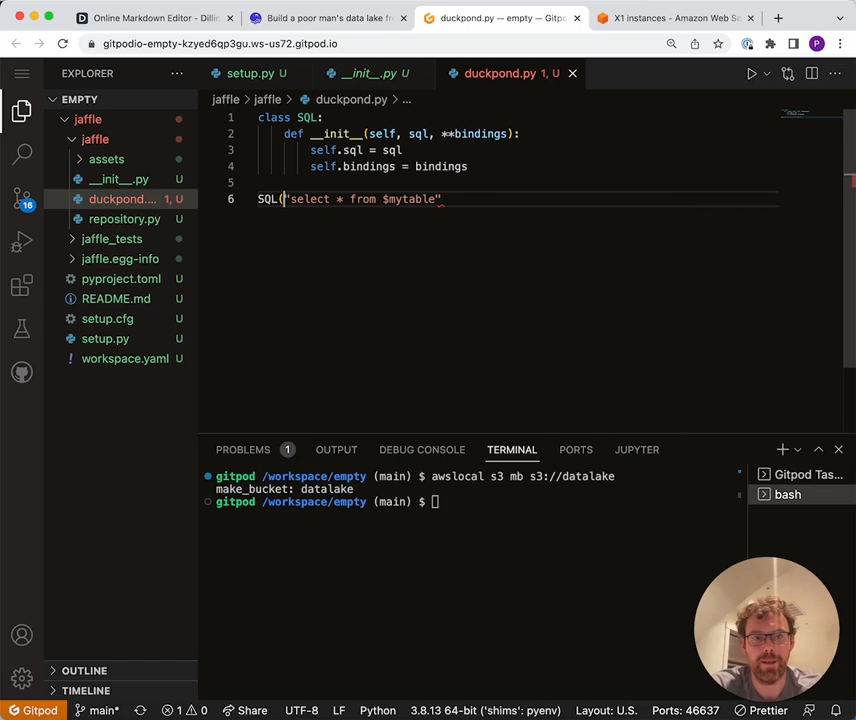 Online Markdown Editor - Dillin
Build a poor man's data lake fr
duckpond.py — empty — Gitpo
X1 instances - Amazon Web Se
gitpodio-empty-kzyed6qp3gu.ws-us72.gitpod.io
P
EXPLORER
setup.py U
__init__.py U
duckpond.py 1, U
EMPTY
jaffle
jaffle
assets
__init__.py U
duckpond.... 1, U
repository.py U
jaffle_tests
jaffle.egg-info
pyproject.toml U
README.md U
setup.cfg U
setup.py U
workspace.yaml U
16
jaffle > jaffle > duckpond.py > ...
1 class SQL:
2 def __init__(self, sql, **bindings):
3 self.sql = sql
4 self.bindings = bindings
5
6 SQL("select * from $mytable"
PROBLEMS 1 OUTPUT DEBUG CONSOLE TERMINAL PORTS JUPYTER
gitpod /workspace/empty (main) $ awslocal s3 mb s3://datalake
make_bucket: datalake
gitpod /workspace/empty (main) $
Gitpod Tas...
bash
OUTLINE
TIMELINE
Gitpod main* 1 0 Share UTF-8 LF Python 3.8.13 64-bit ('shims': pyenv) Layout: U.S. Ports: 46637 Prettier